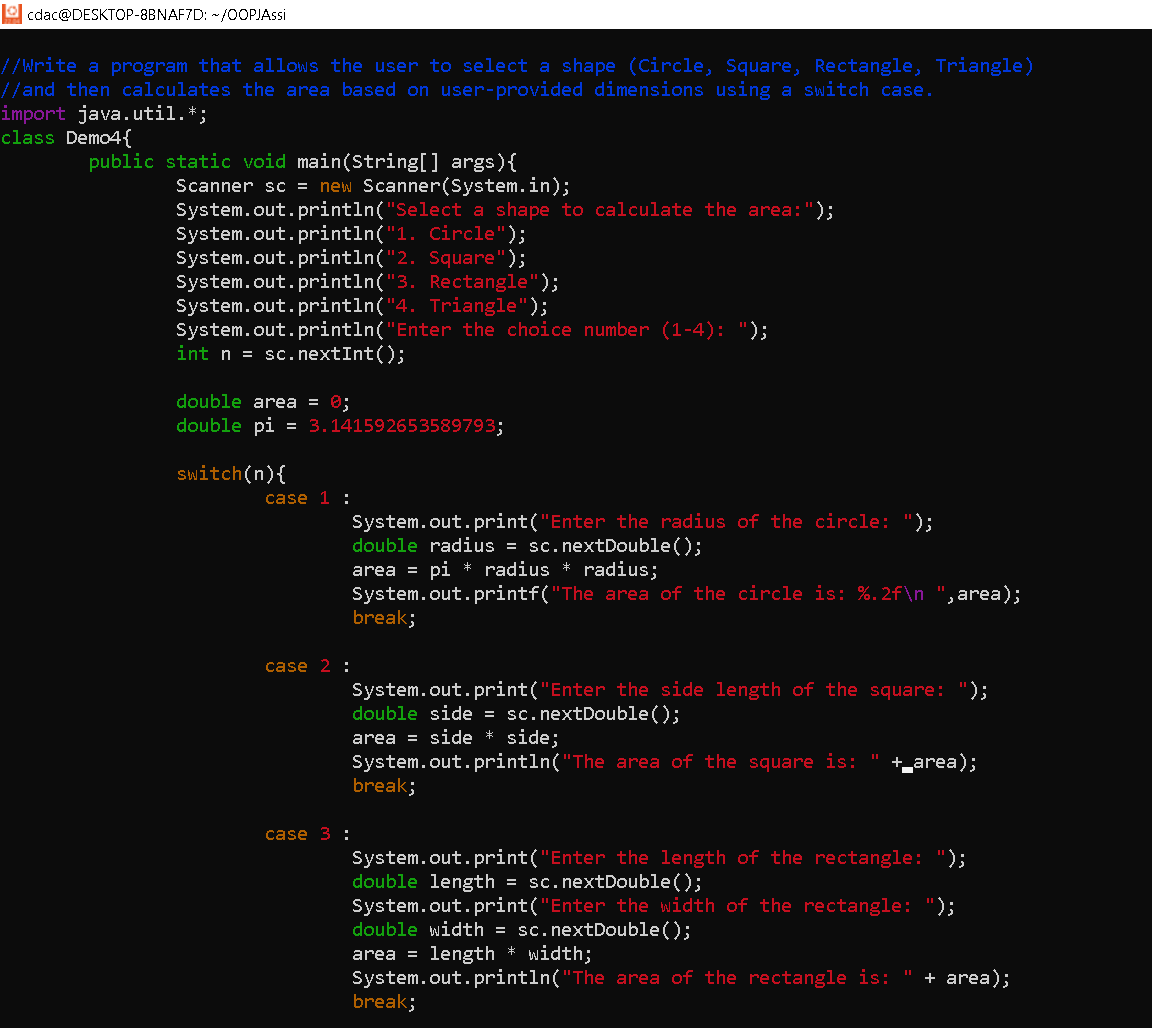 cdac@DESKTOP-8BNAF7D: ~/OOPJAssi
//Write a program that allows the user to select a shape (Circle, Square, Rectangle, Triangle)
//and then calculates the area based on user-provided dimensions using a switch case.
import java.util.*;
class Demo4{
        public static void main(String[] args){
                Scanner sc = new Scanner(System.in);
                System.out.println("Select a shape to calculate the area:");
                System.out.println("1. Circle");
                System.out.println("2. Square");
                System.out.println("3. Rectangle");
                System.out.println("4. Triangle");
                System.out.println("Enter the choice number (1-4): ");
                int n = sc.nextInt();

                double area = 0;
                double pi = 3.141592653589793;

                switch(n){
                        case 1 :
                                System.out.print("Enter the radius of the circle: ");
                                double radius = sc.nextDouble();
                                area = pi * radius * radius;
                                System.out.printf("The area of the circle is: %.2f\n ",area);
                                break;

                        case 2 :
                                System.out.print("Enter the side length of the square: ");
                                double side = sc.nextDouble();
                                area = side * side;
                                System.out.println("The area of the square is: " + area);
                                break;

                        case 3 :
                                System.out.print("Enter the length of the rectangle: ");
                                double length = sc.nextDouble();
                                System.out.print("Enter the width of the rectangle: ");
                                double width = sc.nextDouble();
                                area = length * width;
                                System.out.println("The area of the rectangle is: " + area);
                                break;